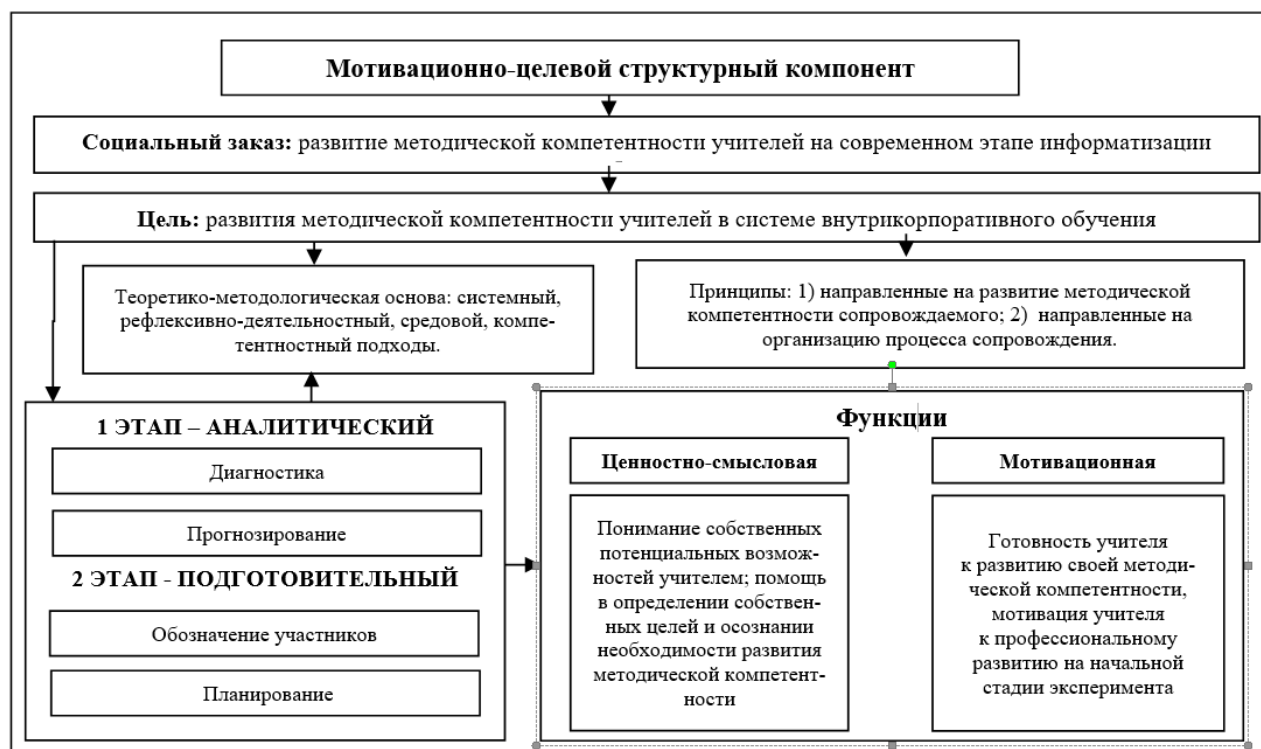 Мотивационно-целевой структурный компонент
Социальный заказ: развитие методической компетентности учителей на современном этапе информатизации
Цель: развития методической компетентности учителей в системе внутрикорпоративного обучения
Теоретико-методологическая основа: системный,
рефлексивно-деятельностный, средовой, компе-
тентностный подходы.
Принципы: 1) направленные на развитие методической
компетентности сопровождаемого; 2) направленные на
организацию процесса сопровождения.
1 ЭТАП – АНАЛИТИЧЕСКИЙ
Диагностика
Прогнозирование
2 ЭТАП - ПОДГОТОВИТЕЛЬНЫЙ
Обозначение участников
Планирование
Функции
Ценностно-смысловая
Понимание собственных
потенциальных возмож-
ностей учителем; помощь
в определении собствен-
ных целей и осознании
необходимости развития
методической компетент-
ности
Мотивационная
Готовность учителя
к развитию своей методи-
ческой компетентности,
мотивация учителя
к профессиональному
развитию на начальной
стадии эксперимента